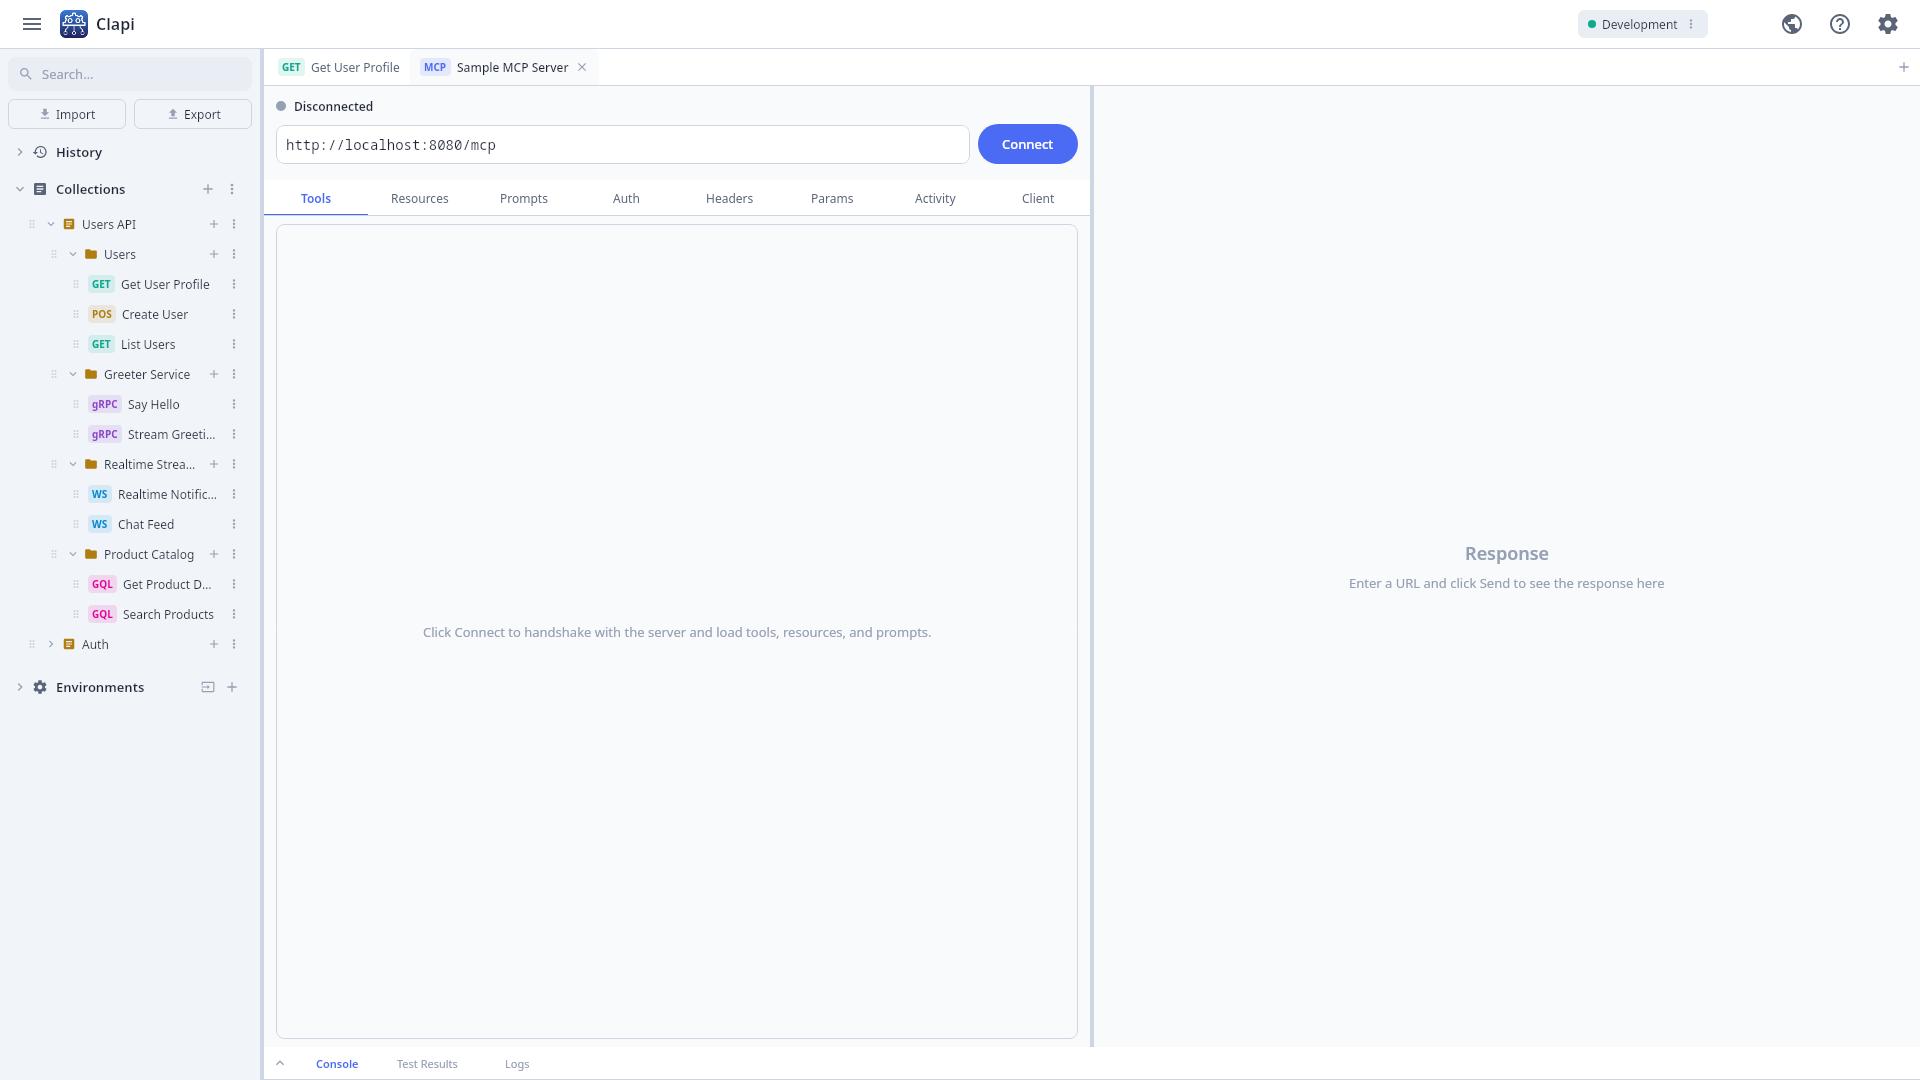 Clapi
Development
Search...
Import
Export
History
Collections
Users API
Users
GET Get User Profile
POS Create User
GET List Users
Greeter Service
gRPC Say Hello
gRPC Stream Greeti...
Realtime Strea...
WS Realtime Notific...
WS Chat Feed
Product Catalog
GQL Get Product D...
GQL Search Products
Auth
Environments
GET Get User Profile
MCP Sample MCP Server
Disconnected
http://localhost:8080/mcp
Connect
Tools Resources Prompts Auth Headers Params Activity Client
Click Connect to handshake with the server and load tools, resources, and prompts.
Response
Enter a URL and click Send to see the response here
Console Test Results Logs